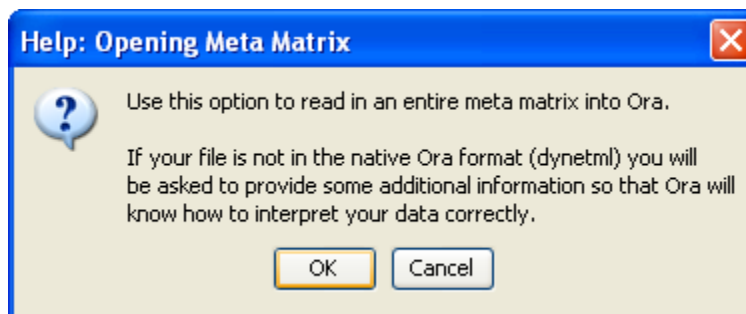 Help: Opening Meta Matrix
Use this option to read in an entire meta matrix into Ora.
If your file is not in the native Ora format (dynetml) you will
be asked to provide some additional information so that Ora will
know how to interpret your data correctly.
OK Cancel